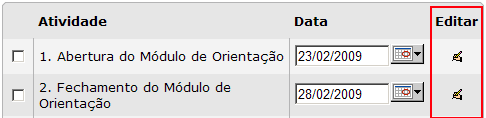 Atividade Data Editar
1. Abertura do Módulo de Orientação 23/02/2009
2. Fechamento do Módulo de
Orientação 28/02/2009